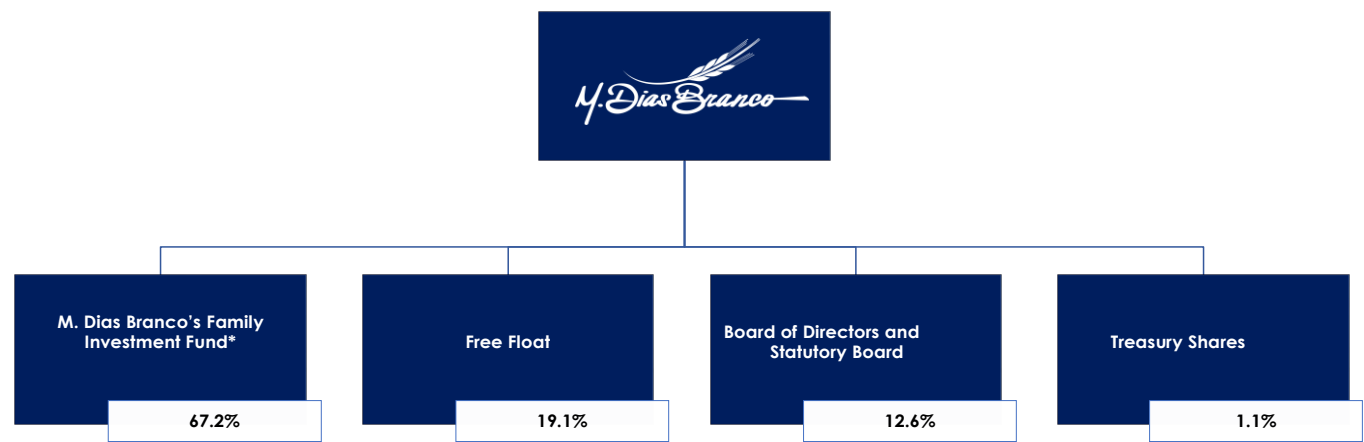 M. Dias Branco
M. Dias Branco’s Family
Investment Fund*
67.2%
Free Float
19.1%
Board of Directors and
Statutory Board
12.6%
Treasury Shares
1.1%